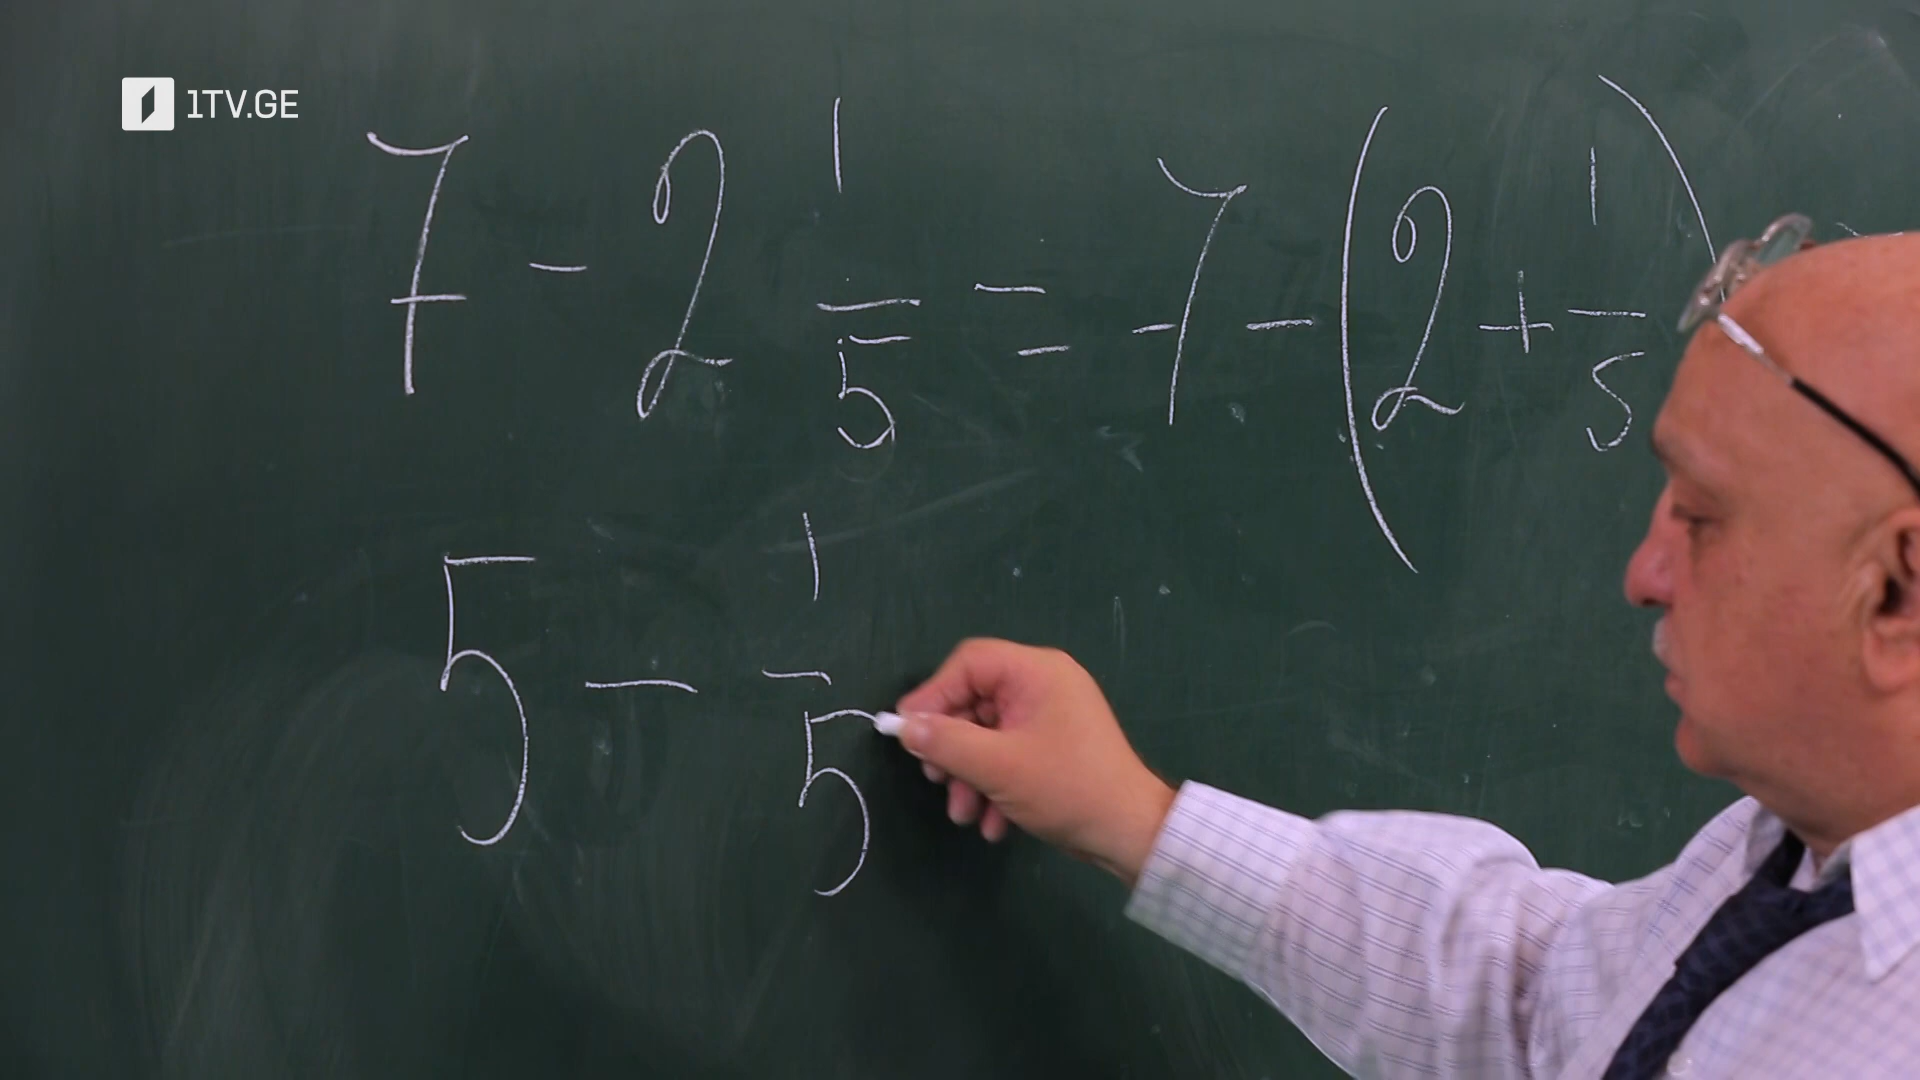 1TV.GE
7 - 2 1/5 = 7 - (2 + 1/5)
5 - 1/5